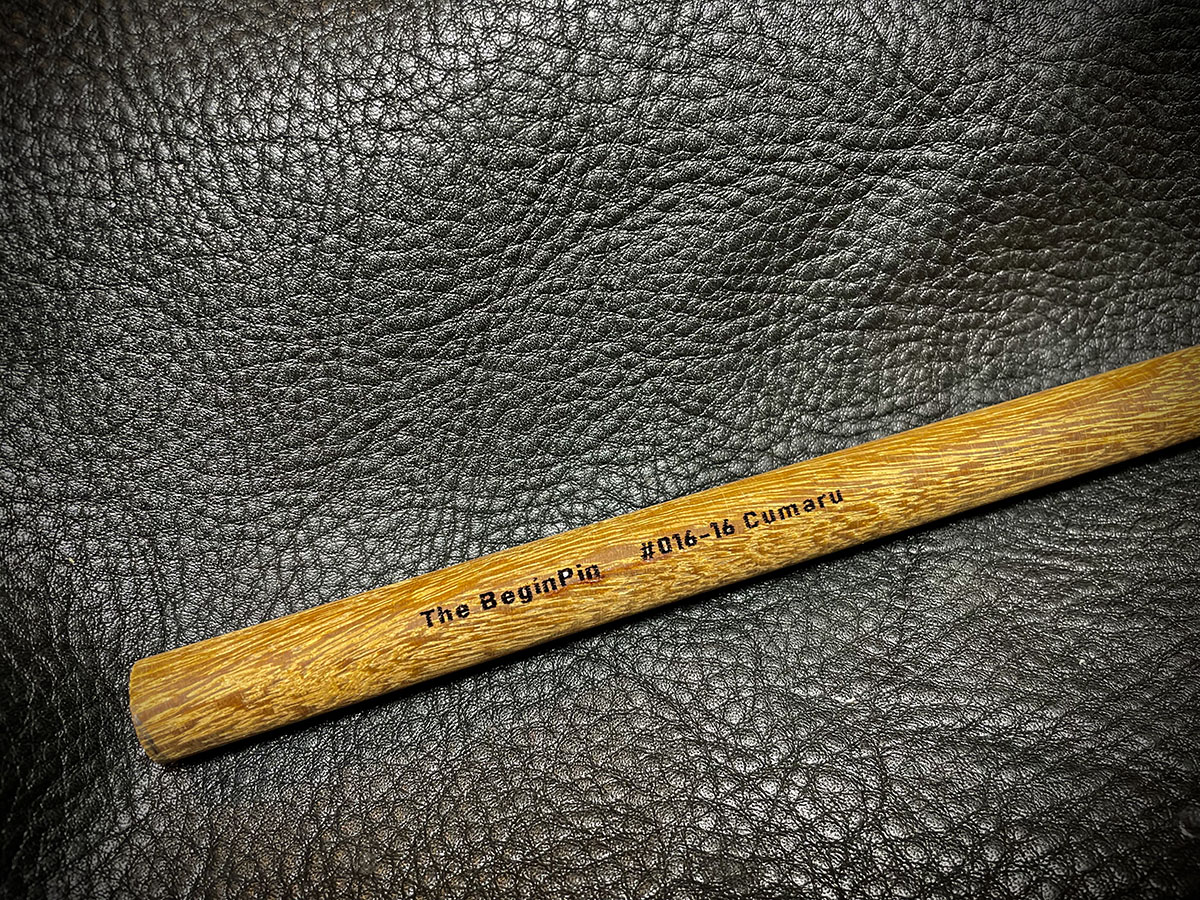 The BeginPin #016-16 Cumaru